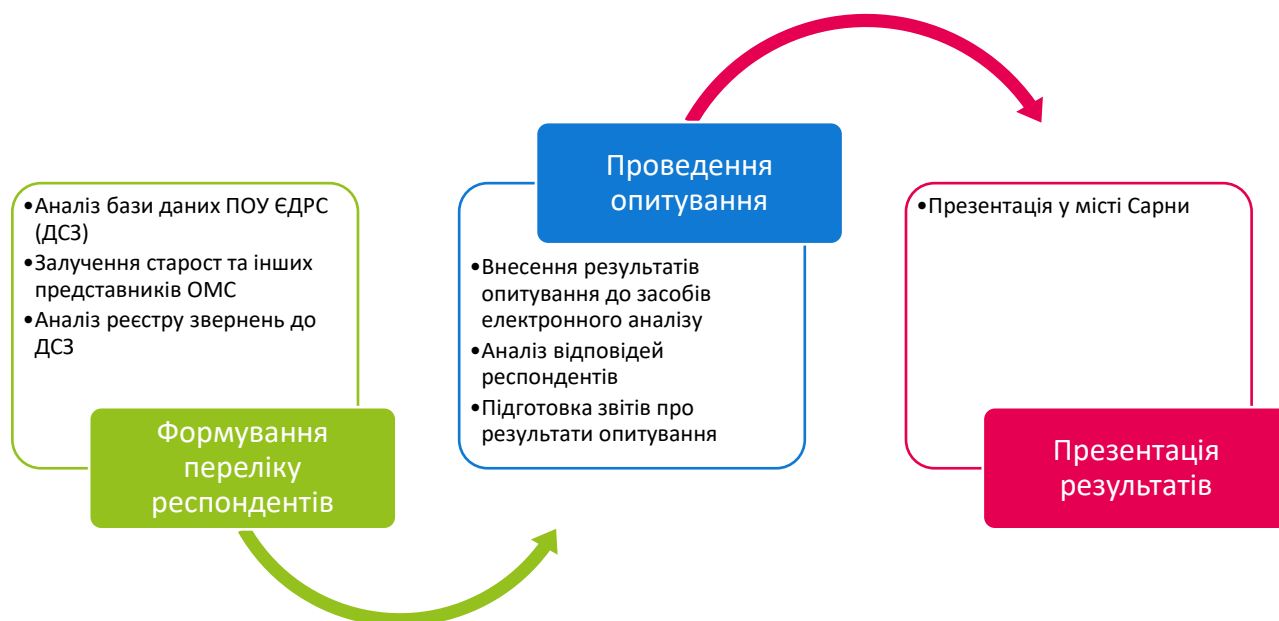 •Аналіз бази даних ПОУ ЄДРС
(ДСЗ)
•Залучення старост та інших
представників ОМС
•Аналіз реєстру звернень до
ДСЗ
Формування
переліку
респондентів
Проведення
опитування
•Внесення результатів
опитування до засобів
електронного аналізу
•Аналіз відповідей
респондентів
•Підготовка звітів про
результати опитування
•Презентація у місті Сарни
Презентація
результатів